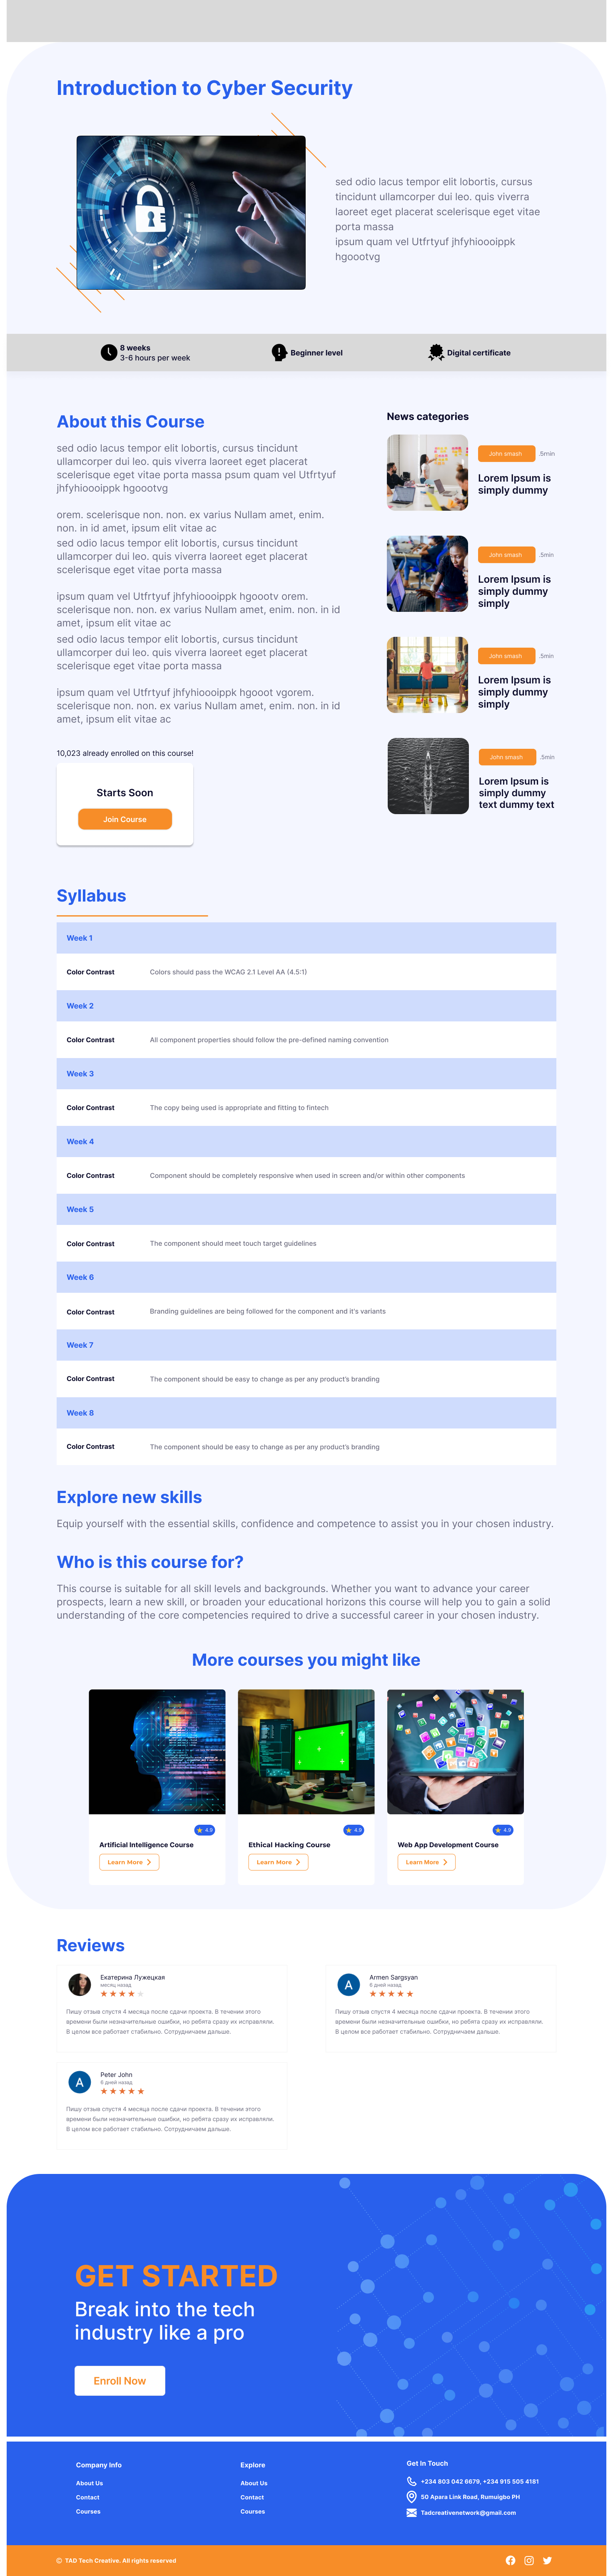 Introduction to Cyber Security
sed odio lacus tempor elit lobortis, cursus
tincidunt ullamcorper dui leo. quis viverra
laoreet eget placerat scelerisque eget vitae
porta massa
ipsum quam vel Utfrtyuf jhfyhioooippk
hgoootvg
8 weeks
3-6 hours per week
Beginner level
Digital certificate
About this Course
sed odio lacus tempor elit lobortis, cursus tincidunt
ullamcorper dui leo. quis viverra laoreet eget placerat
scelerisque eget vitae porta massa psum quam vel Utfrtyuf
jhfyhioooippk hgoootvg
orem. scelerisque non. non. ex varius Nullam amet, enim.
non. in id amet, ipsum elit vitae ac
sed odio lacus tempor elit lobortis, cursus tincidunt
ullamcorper dui leo. quis viverra laoreet eget placerat
scelerisque eget vitae porta massa
ipsum quam vel Utfrtyuf jhfyhioooippk hgoootv orem.
scelerisque non. non. ex varius Nullam amet, enim. non. in id
amet, ipsum elit vitae ac
sed odio lacus tempor elit lobortis, cursus tincidunt
ullamcorper dui leo. quis viverra laoreet eget placerat
scelerisque eget vitae porta massa
ipsum quam vel Utfrtyuf jhfyhioooippk hgooot vgorem.
scelerisque non. non. ex varius Nullam amet, enim. non. in id
amet, ipsum elit vitae ac
10,023 already enrolled on this course!
Starts Soon
Join Course
News categories
John smash .5min
Lorem Ipsum is
simply dummy
John smash .5min
Lorem Ipsum is
simply dummy
simply
John smash .5min
Lorem Ipsum is
simply dummy
simply
John smash .5min
Lorem Ipsum is
simply dummy
text dummy text
Syllabus
Week 1
Color Contrast Colors should pass the WCAG 2.1 Level AA (4.5:1)
Week 2
Color Contrast All component properties should follow the pre-defined naming convention
Week 3
Color Contrast The copy being used is appropriate and fitting to fintech
Week 4
Color Contrast Component should be completely responsive when used in screen and/or within other components
Week 5
Color Contrast The component should meet touch target guidelines
Week 6
Color Contrast Branding guidelines are being followed for the component and it's variants
Week 7
Color Contrast The component should be easy to change as per any product's branding
Week 8
Color Contrast The component should be easy to change as per any product's branding
Explore new skills
Equip yourself with the essential skills, confidence and competence to assist you in your chosen industry.
Who is this course for?
This course is suitable for all skill levels and backgrounds. Whether you want to advance your career
prospects, learn a new skill, or broaden your educational horizons this course will help you to gain a solid
understanding of the core competencies required to drive a successful career in your chosen industry.
More courses you might like
4.9
Artificial Intelligence Course
Learn More
4.9
Ethical Hacking Course
Learn More
4.9
Web App Development Course
Learn More
Reviews
Екатерина Лужецкая
месяц назад
Пишу отзыв спустя 4 месяца после сдачи проекта. В течении этого
времени были незначительные ошибки, но ребята сразу их исправляли.
В целом все работает стабильно. Сотрудничаем дальше.
A
Armen Sargsyan
6 дней назад
Пишу отзыв спустя 4 месяца после сдачи проекта. В течении этого
времени были незначительные ошибки, но ребята сразу их исправляли.
В целом все работает стабильно. Сотрудничаем дальше.
A
Peter John
6 дней назад
Пишу отзыв спустя 4 месяца после сдачи проекта. В течении этого
времени были незначительные ошибки, но ребята сразу их исправляли.
В целом все работает стабильно. Сотрудничаем дальше.
GET STARTED
Break into the tech
industry like a pro
Enroll Now
Company Info
About Us
Contact
Courses
Explore
About Us
Contact
Courses
Get In Touch
+234 803 042 6679, +234 915 505 4181
50 Apara Link Road, Rumuigbo PH
Tadcreativenetwork@gmail.com
© TAD Tech Creative. All rights reserved